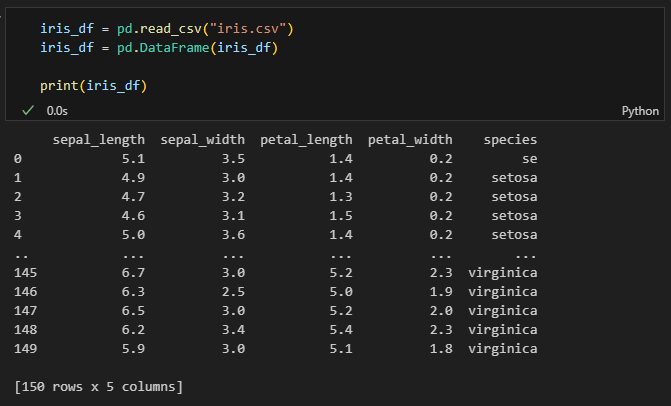 iris_df = pd.read_csv("iris.csv")
iris_df = pd.DataFrame(iris_df)
print(iris_df)
0.0s Python
sepal_length sepal_width petal_length petal_width species
0 5.1 3.5 1.4 0.2 se
1 4.9 3.0 1.4 0.2 setosa
2 4.7 3.2 1.3 0.2 setosa
3 4.6 3.1 1.5 0.2 setosa
4 5.0 3.6 1.4 0.2 setosa
.. ... ... ... ... ...
145 6.7 3.0 5.2 2.3 virginica
146 6.3 2.5 5.0 1.9 virginica
147 6.5 3.0 5.2 2.0 virginica
148 6.2 3.4 5.4 2.3 virginica
149 5.9 3.0 5.1 1.8 virginica
[150 rows x 5 columns]